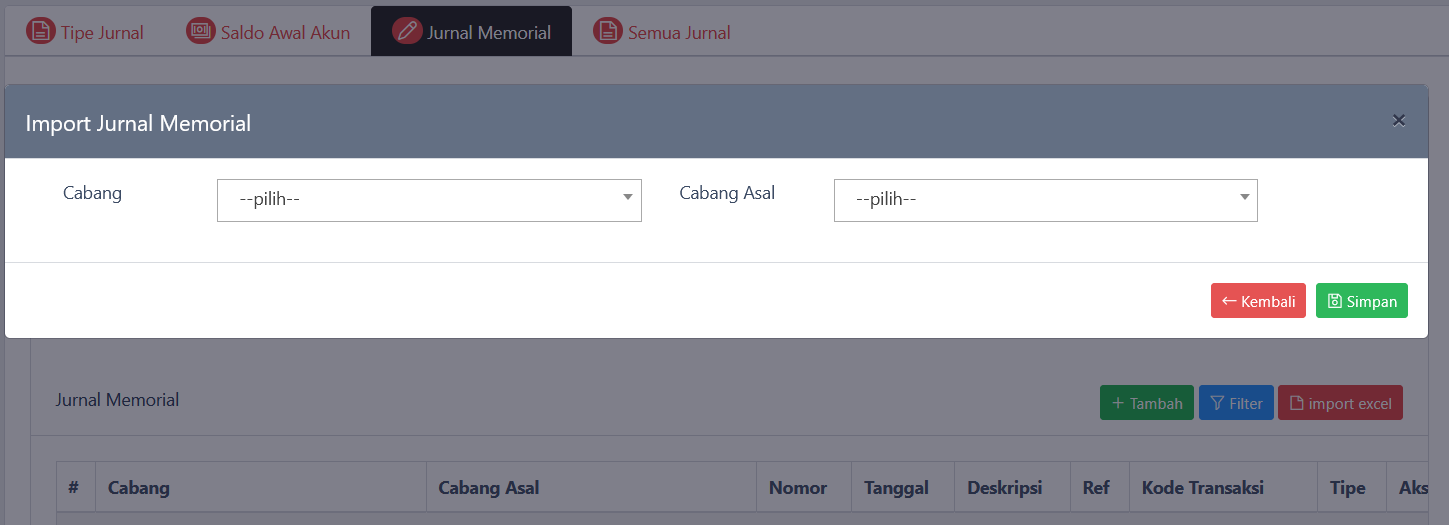 Tipe Jurnal Saldo Awal Akun Jurnal Memorial Semua Jurnal
Import Jurnal Memorial ×
Cabang --pilih-- Cabang Asal --pilih--
Kembali Simpan
Jurnal Memorial + Tambah Filter import excel
# Cabang Cabang Asal Nomor Tanggal Deskripsi Ref Kode Transaksi Tipe Aks